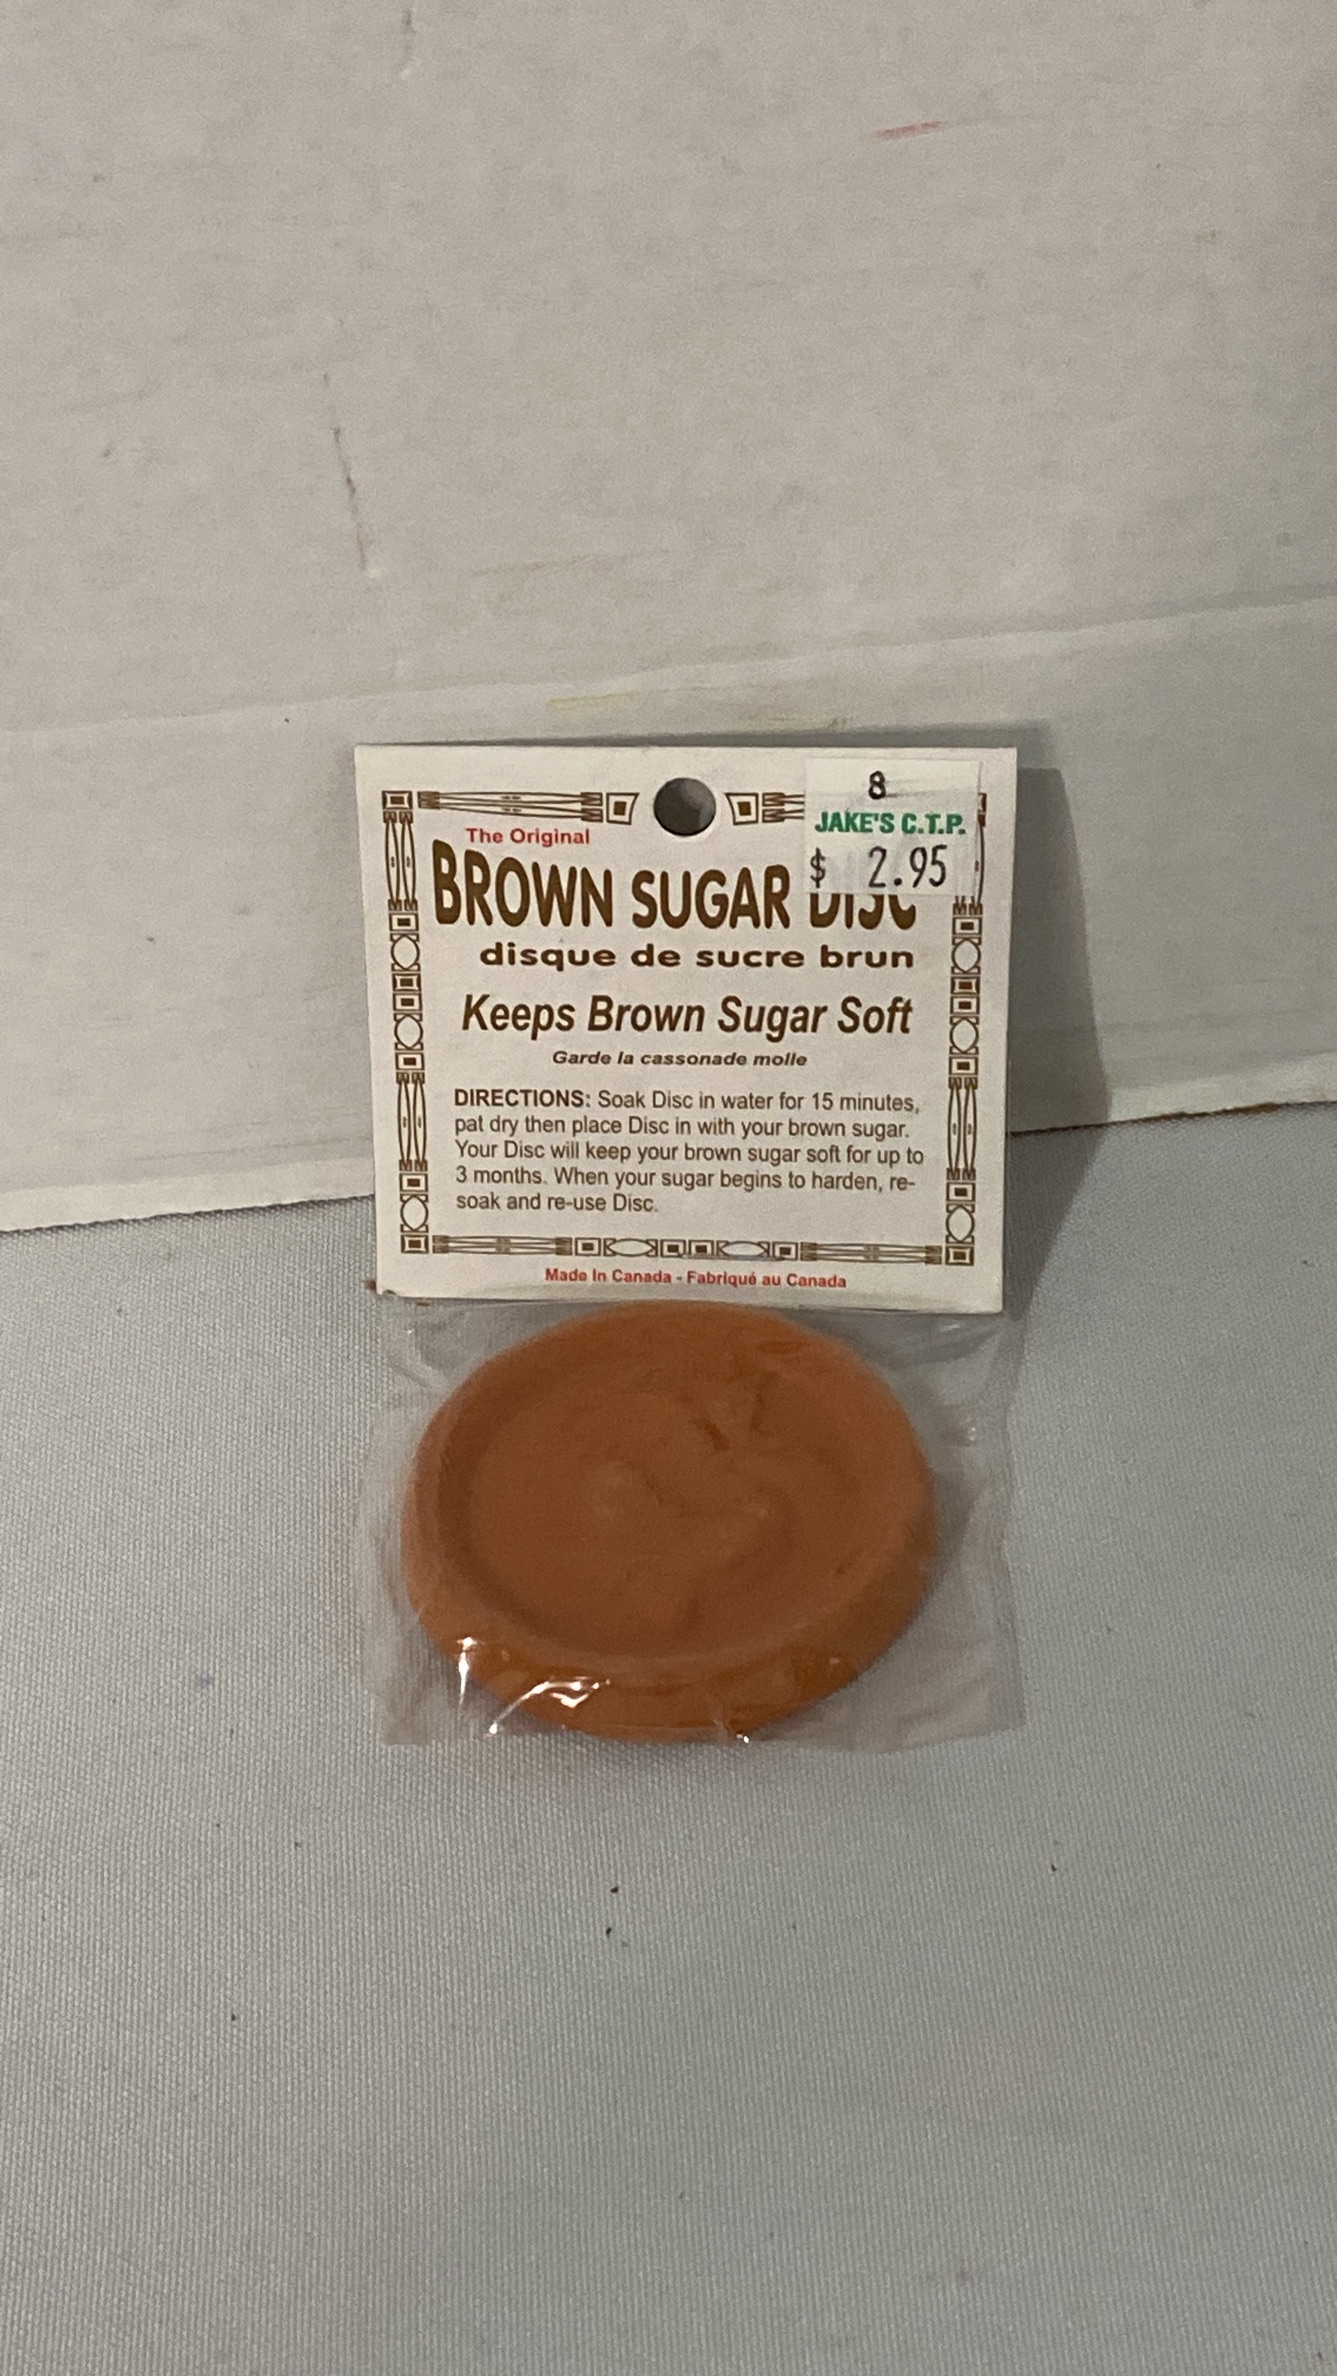 8
JAKE'S C.T.P.
$ 2.95
The Original
BROWN SUGAR DISC
disque de sucre brun
Keeps Brown Sugar Soft
Garde la cassonade molle
DIRECTIONS: Soak Disc in water for 15 minutes,
pat dry then place Disc in with your brown sugar.
Your Disc will keep your brown sugar soft for up to
3 months. When your sugar begins to harden, re-
soak and re-use Disc.
Made In Canada - Fabriqué au Canada